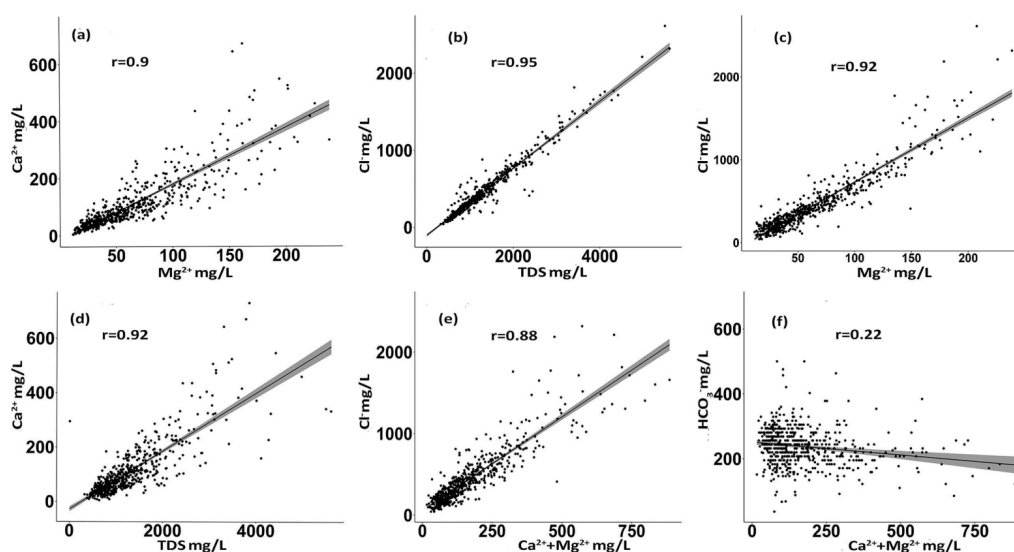 (a)
r=0.9
Ca²⁺mg/L
600
400
200
0
50
100
150
200
Mg²⁺mg/L
(b)
r=0.95
Cl⁻mg/L
2000
1000
0
0
2000
4000
TDS mg/L
(c)
r=0.92
Cl⁻mg/L
2000
1000
0
50
100
150
200
Mg²⁺ mg/L
(d)
r=0.92
Ca²⁺mg/L
600
400
200
0
0
2000
4000
TDS mg/L
(e)
r=0.88
Cl⁻mg/L
2000
1000
0
0
250
500
750
Ca²⁺+Mg²⁺ mg/L
(f)
r=0.22
HCO₃⁻mg/L
600
400
200
0
250
500
750
Ca²⁺+Mg²⁺ mg/L